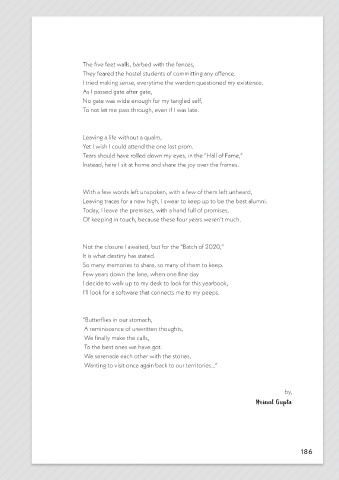 The five feet walls, barbed with the fences,
They feared the hostel students of committing any offence.
I tried making sense, everytime the warden questioned my existence.
As I passed gate after gate,
No gate was wide enough for my tangled self,
To not let me pass through, even if I was late.
Leaving a life without a qualm,
Yet I wish I could attend the one last prom.
Tears should have rolled down my eyes, in the "Hall of Fame,"
Instead, here I sit at home and share the joy over the frames.
With a few words left unspoken, with a few of them left unheard,
Leaving traces for a new high, I swear to keep up to be the best alumni.
Today, I leave the premises, with a hand full of promises,
Of keeping in touch, because these four years weren't much.
Not the closure I awaited, but for the "Batch of 2020,"
It is what destiny has stated.
So many memories to share, so many of them to keep.
Few years down the lane, when one fine day
I decide to walk up to my desk to look for this yearbook,
I'll look for a software that connects me to my peeps.
"Butterflies in our stomach,
A reminiscence of unwritten thoughts,
We finally make the calls,
To the best ones we have got.
We serenade each other with the stories,
Wanting to visit once again back to our territories..."
by,
Mrinal Gupta
186